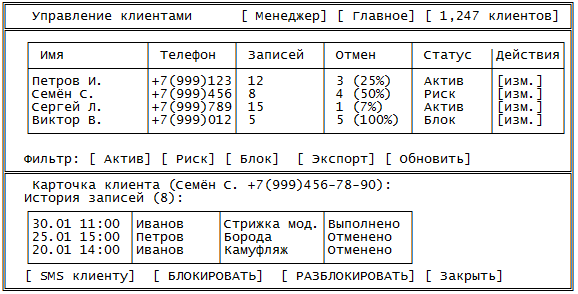 Управление клиентами [ Менеджер] [ Главное] [ 1,247 клиентов]
Имя Телефон Записей Отмен Статус Действия
Петров И. +7(999)123 12 3 (25%) Актив [изм.]
Семён С. +7(999)456 8 4 (50%) Риск [изм.]
Сергей Л. +7(999)789 15 1 (7%) Актив [изм.]
Виктор В. +7(999)012 5 5 (100%) Блок [изм.]
Фильтр: [ Актив] [ Риск] [ Блок] [ Экспорт] [ Обновить]
Карточка клиента (Семён С. +7(999)456-78-90):
История записей (8):
30.01 11:00 Иванов Стрижка мод. Выполнено
25.01 15:00 Петров Борода Отменено
20.01 14:00 Иванов Камуфляж Отменено
[ SMS клиенту] [ БЛОКИРОВАТЬ] [ РАЗБЛОКИРОВАТЬ] [ Закрыть]